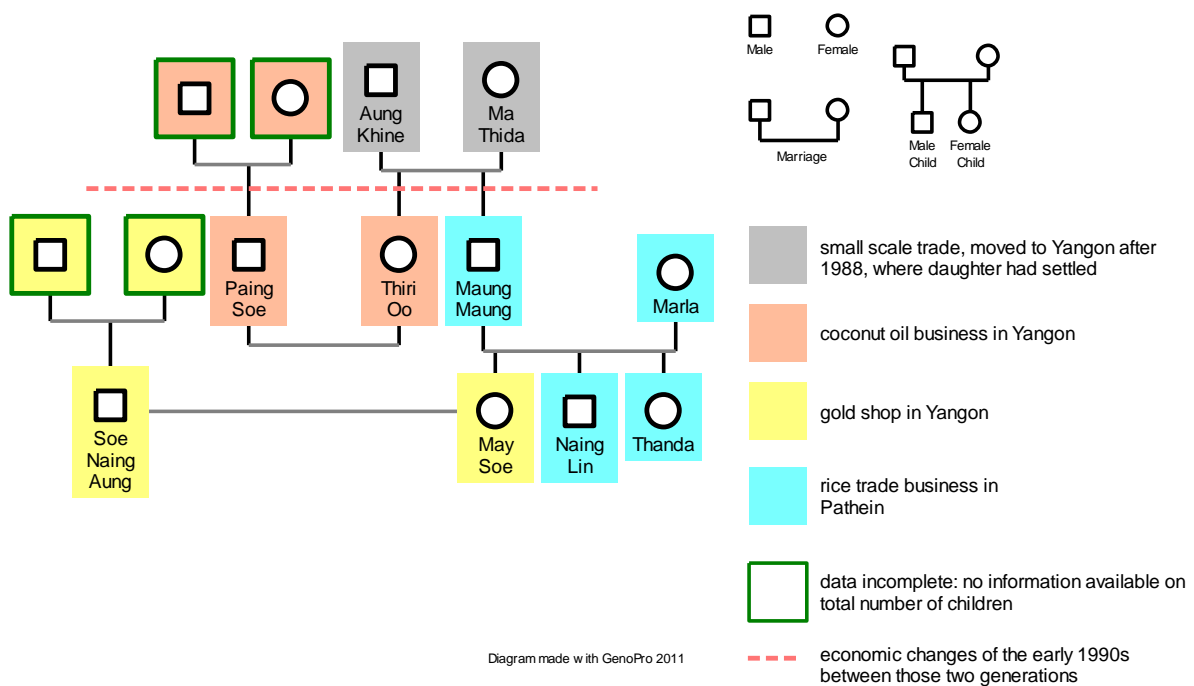 Male
Female
Aung
Khine
Ma
Thida
Marriage
Male
Child
Female
Child
Paing
Soe
Thiri
Oo
Maung
Maung
Marla
small scale trade, moved to Yangon after
1988, where daughter had settled
coconut oil business in Yangon
Soe
Naing
Aung
May
Soe
Naing
Lin
Thanda
gold shop in Yangon
rice trade business in
Pathein
data incomplete: no information available on
total number of children
Diagram made with GenoPro 2011
economic changes of the early 1990s
between those two generations